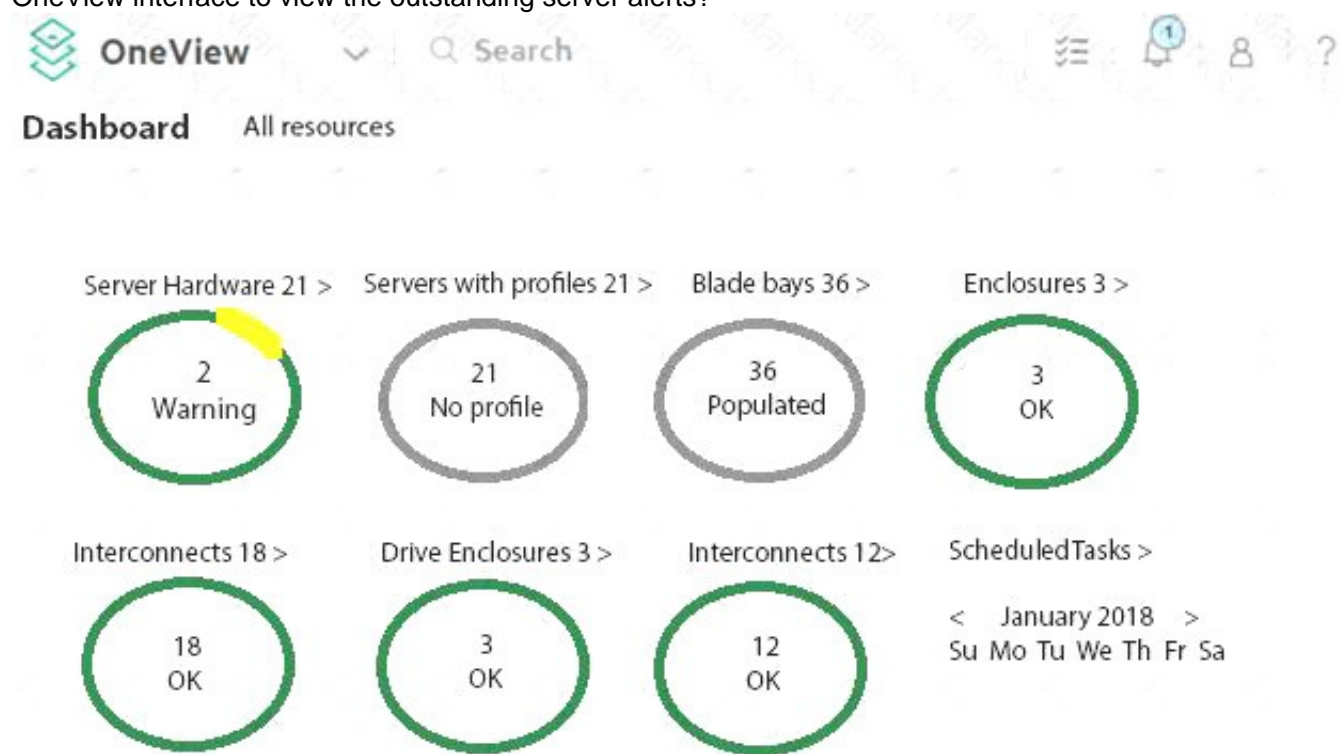 OneView interface to view the outstanding server alerts?
OneView Search 1 ?
Dashboard All resources
Server Hardware 21 > Servers with profiles 21 > Blade bays 36 > Enclosures 3 >
2 21 36 3
Warning No profile Populated OK
Interconnects 18 > Drive Enclosures 3 > Interconnects 12> ScheduledTasks >
< January 2018 >
Su Mo Tu We Th Fr Sa
18 3 12
OK OK OK